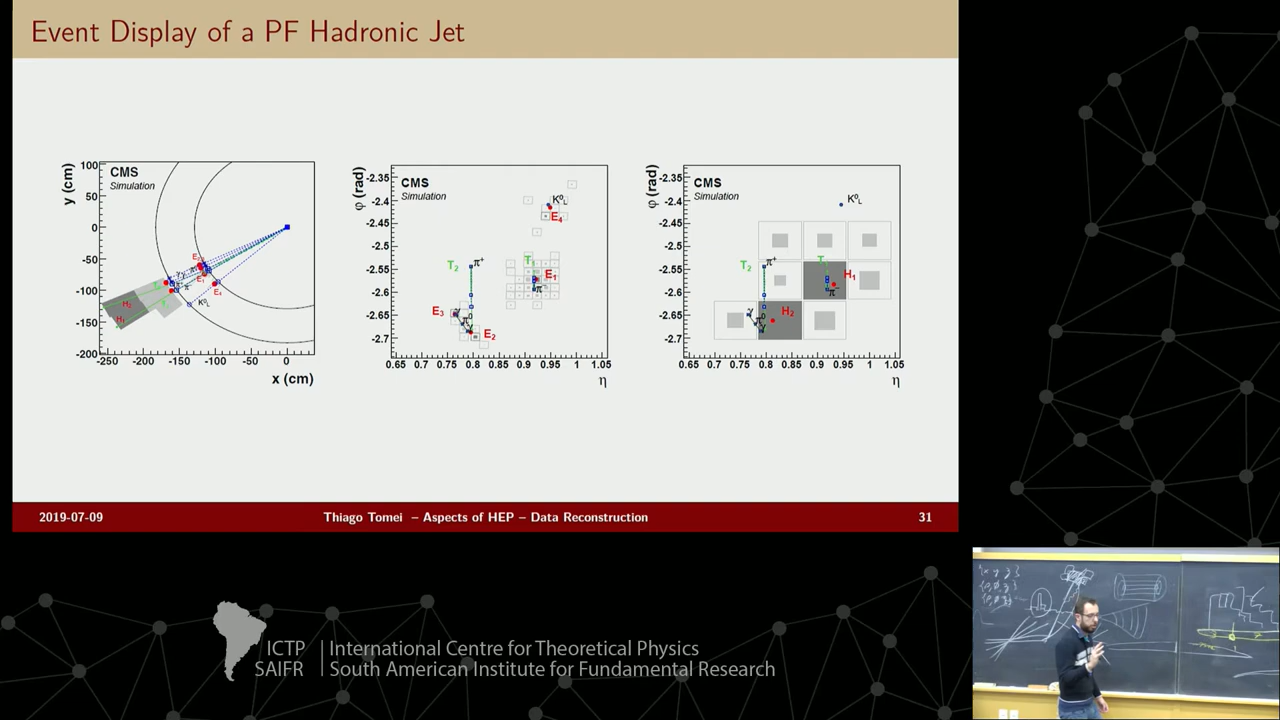 Event Display of a PF Hadronic Jet
y (cm)
100
50
0
-50
-100
-150
-200
CMS
Simulation
E₄
K⁰L
H₂
H₁
-250 -200 -150 -100 -50 0
x (cm)
φ (rad)
-2.35
-2.4
-2.45
-2.5
-2.55
-2.6
-2.65
-2.7
CMS
Simulation
K⁰L
E₄
T₂ π⁺
E₁
E₃
π⁰
E₂
0.65 0.7 0.75 0.8 0.85 0.9 0.95 1 1.05
η
φ (rad)
-2.35
-2.4
-2.45
-2.5
-2.55
-2.6
-2.65
-2.7
CMS
Simulation
K⁰L
T₂ π⁺
H₁
π⁻
γ
π⁰
H₂
0.65 0.7 0.75 0.8 0.85 0.9 0.95 1 1.05
η
2019-07-09 Thiago Tomei – Aspects of HEP – Data Reconstruction 31
ICTP International Centre for Theoretical Physics
SAIFR South American Institute for Fundamental Research